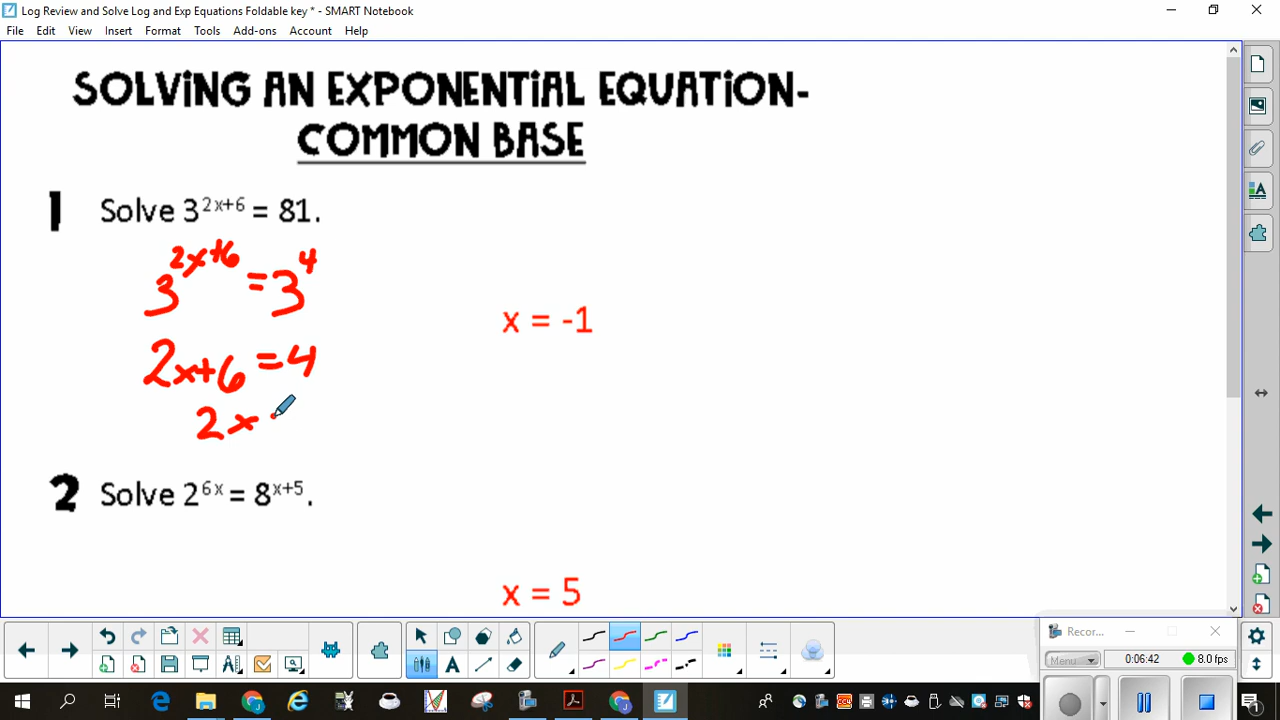 Log Review and Solve Log and Exp Equations Foldable key * - SMART Notebook
File Edit View Insert Format Tools Add-ons Account Help
SOLVING AN EXPONENTIAL EQUATION-
COMMON BASE
1 Solve 3^{2x+6} = 81.
3^{2x+6} = 3^4
x = -1
2x+6 = 4
2x
2 Solve 2^{6x} = 8^{x+5}.
x = 5
Recor...
Menu 0:06:42 8.0 fps